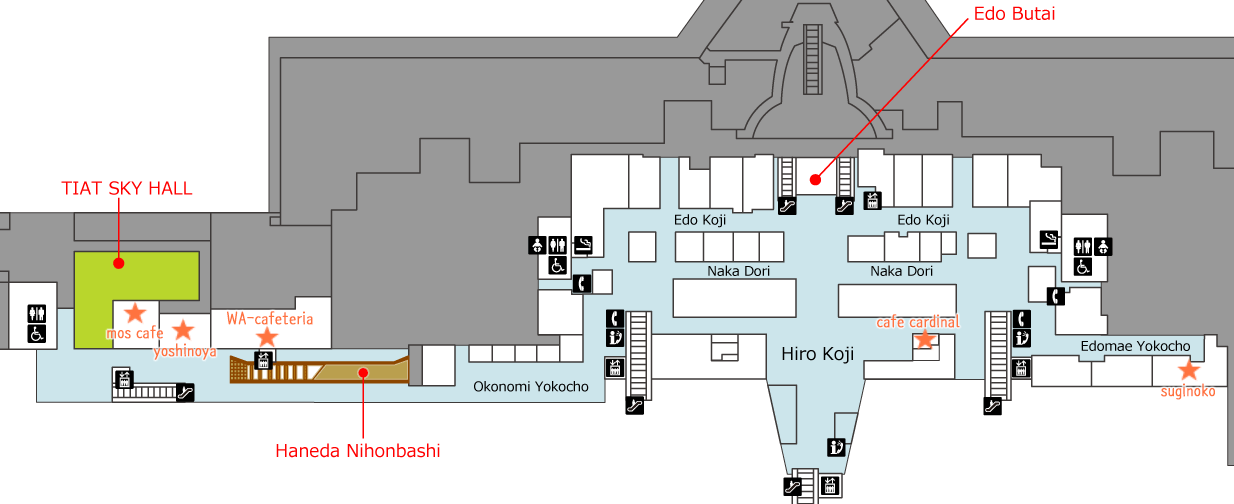 Edo Butai
TIAT SKY HALL
Edo Koji
Edo Koji
Naka Dori
Naka Dori
mos cafe
WA-cafeteria
cafe cardinal
yoshinoya
Hiro Koji
Edomae Yokocho
Okonomi Yokocho
suginoko
Haneda Nihonbashi